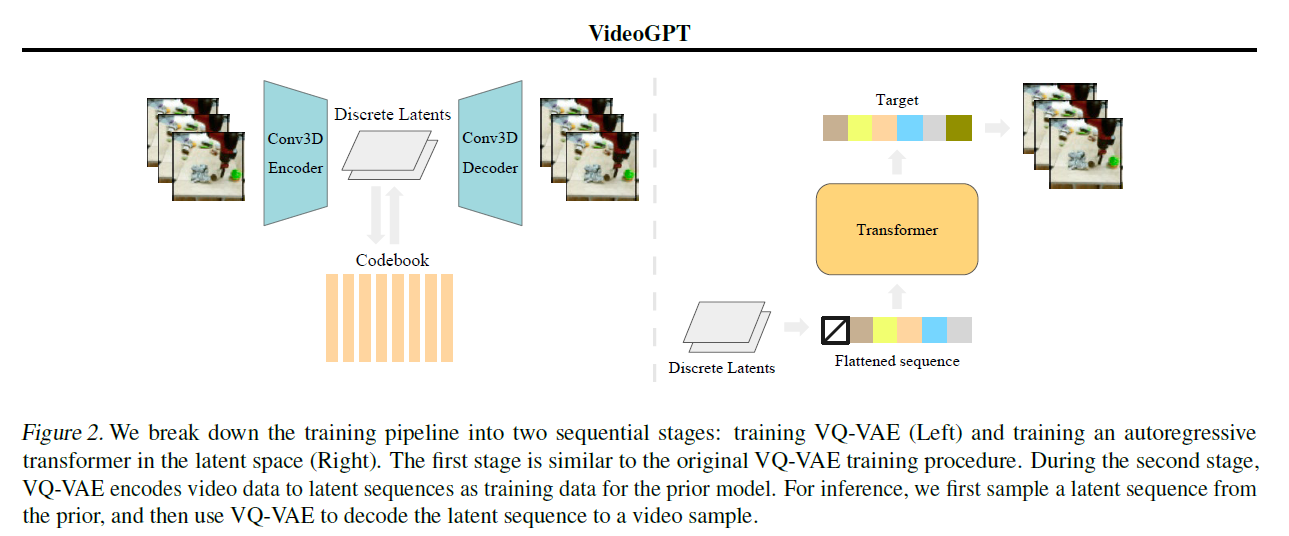 VideoGPT
Discrete Latents
Conv3D
Encoder
Conv3D
Decoder
Codebook
Target
Transformer
Discrete Latents
Flattened sequence
Figure 2. We break down the training pipeline into two sequential stages: training VQ-VAE (Left) and training an autoregressive
transformer in the latent space (Right). The first stage is similar to the original VQ-VAE training procedure. During the second stage,
VQ-VAE encodes video data to latent sequences as training data for the prior model. For inference, we first sample a latent sequence from
the prior, and then use VQ-VAE to decode the latent sequence to a video sample.